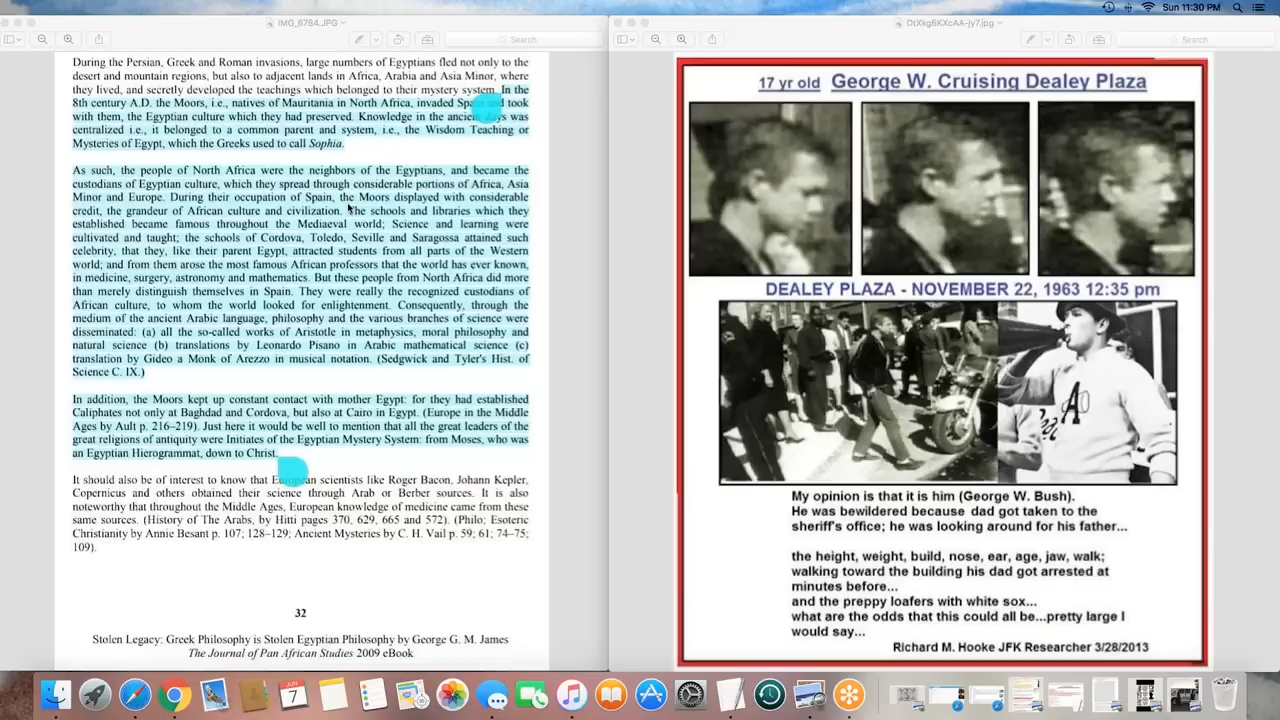 Sun 11:30 PM
IMG_6784.JPG
Search
During the Persian, Greek and Roman invasions, large numbers of Egyptians fled not only to the
desert and mountain regions, but also to adjacent lands in Africa, Arabia and Asia Minor, where
they lived, and secretly developed the teachings which belonged to their mystery system. In the
8th century A.D. the Moors, i.e., natives of Mauritania in North Africa, invaded Spain and took
with them, the Egyptian culture which they had preserved. Knowledge in the ancient days was
centralized i.e., it belonged to a common parent and system, i.e., the Wisdom Teaching or
Mysteries of Egypt, which the Greeks used to call Sophia.
As such, the people of North Africa were the neighbors of the Egyptians, and became the
custodians of Egyptian culture, which they spread through considerable portions of Africa, Asia
Minor and Europe. During their occupation of Spain, the Moors displayed with considerable
credit, the grandeur of African culture and civilization. The schools and libraries which they
established became famous throughout the Mediaeval world; Science and learning were
cultivated and taught; the schools of Cordova, Toledo, Seville and Saragossa attained such
celebrity, that they, like their parent Egypt, attracted students from all parts of the Western
world; and from them arose the most famous African professors that the world has ever known,
in medicine, surgery, astronomy and mathematics. But these people from North Africa did more
than merely distinguish themselves in Spain. They were really the recognized custodians of
African culture, to whom the world looked for enlightenment. Consequently, through the
medium of the ancient Arabic language, philosophy and the various branches of science were
disseminated: (a) all the so-called works of Aristotle in metaphysics, moral philosophy and
natural science (b) translations by Leonardo Pisano in Arabic mathematical science (c)
translation by Gideo a Monk of Arezzo in musical notation. (Sedgwick and Tyler's Hist. of
Science C. IX.)
In addition, the Moors kept up constant contact with mother Egypt: for they had established
Caliphates not only at Baghdad and Cordova, but also at Cairo in Egypt. (Europe in the Middle
Ages by Ault p. 216–219). Just here it would be well to mention that all the great leaders of the
great religions of antiquity were Initiates of the Egyptian Mystery System: from Moses, who was
an Egyptian Hierogrammat, down to Christ.
It should also be of interest to know that European scientists like Roger Bacon, Johann Kepler,
Copernicus and others obtained their science through Arab or Berber sources. It is also
noteworthy that throughout the Middle Ages, European knowledge of medicine came from these
same sources. (History of The Arabs, by Hitti pages 370, 629, 665 and 572). (Philo; Esoteric
Christianity by Annie Besant p. 107; 128–129; Ancient Mysteries by C. H. Vail p. 59; 61; 74–75;
109).
32
Stolen Legacy: Greek Philosophy is Stolen Egyptian Philosophy by George G. M. James
The Journal of Pan African Studies 2009 eBook
DtXkg6KXcAA-jy7.jpg
Search
17 yr old George W. Cruising Dealey Plaza
DEALEY PLAZA - NOVEMBER 22, 1963 12:35 pm
A
My opinion is that it is him (George W. Bush).
He was bewildered because dad got taken to the
sheriff's office; he was looking around for his father...
the height, weight, build, nose, ear, age, jaw, walk;
walking toward the building his dad got arrested at
minutes before...
and the preppy loafers with white sox...
what are the odds that this could all be...pretty large I
would say...
Richard M. Hooke JFK Researcher 3/28/2013
JUN
7